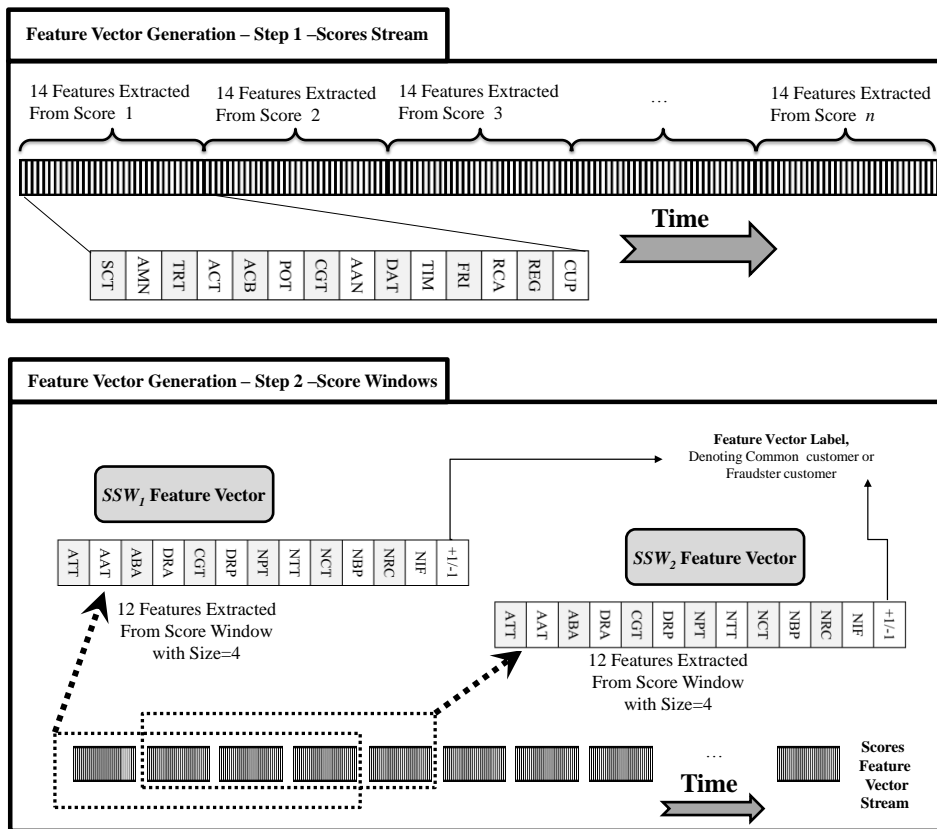 Feature Vector Generation – Step 1 –Scores Stream
14 Features Extracted
From Score 1
14 Features Extracted
From Score 2
14 Features Extracted
From Score 3
…
14 Features Extracted
From Score n
Time
SCT
AMN
TRT
ACT
ACB
POT
CGT
AAN
DAT
TIM
FRI
RCA
REG
CUP
Feature Vector Generation – Step 2 –Score Windows
Feature Vector Label,
Denoting Common customer or
Fraudster customer
SSW1 Feature Vector
ATT
AAT
ABA
DRA
CGT
DRP
NPT
NTT
NCT
NBP
NRC
NIF
+1/-1
12 Features Extracted
From Score Window
with Size=4
SSW2 Feature Vector
ATT
AAT
ABA
DRA
CGT
DRP
NPT
NTT
NCT
NBP
NRC
NIF
+1/-1
12 Features Extracted
From Score Window
with Size=4
…
Time
Scores
Feature
Vector
Stream